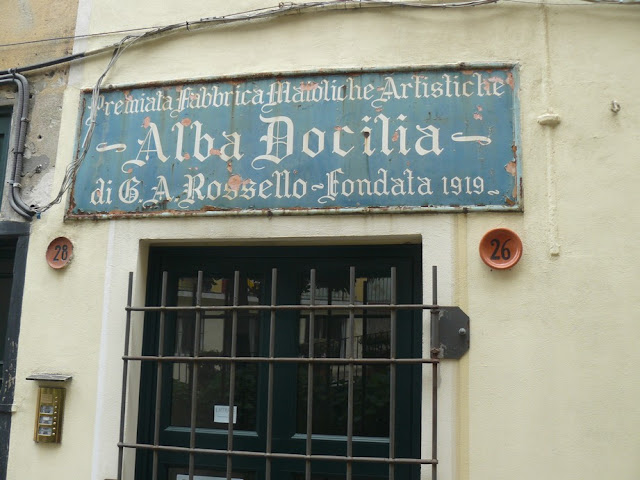 Premiata Fabbrica Maioliche Artistiche
- Alba Docilia -
di G. A. Rossello - Fondata 1919 -
28
26